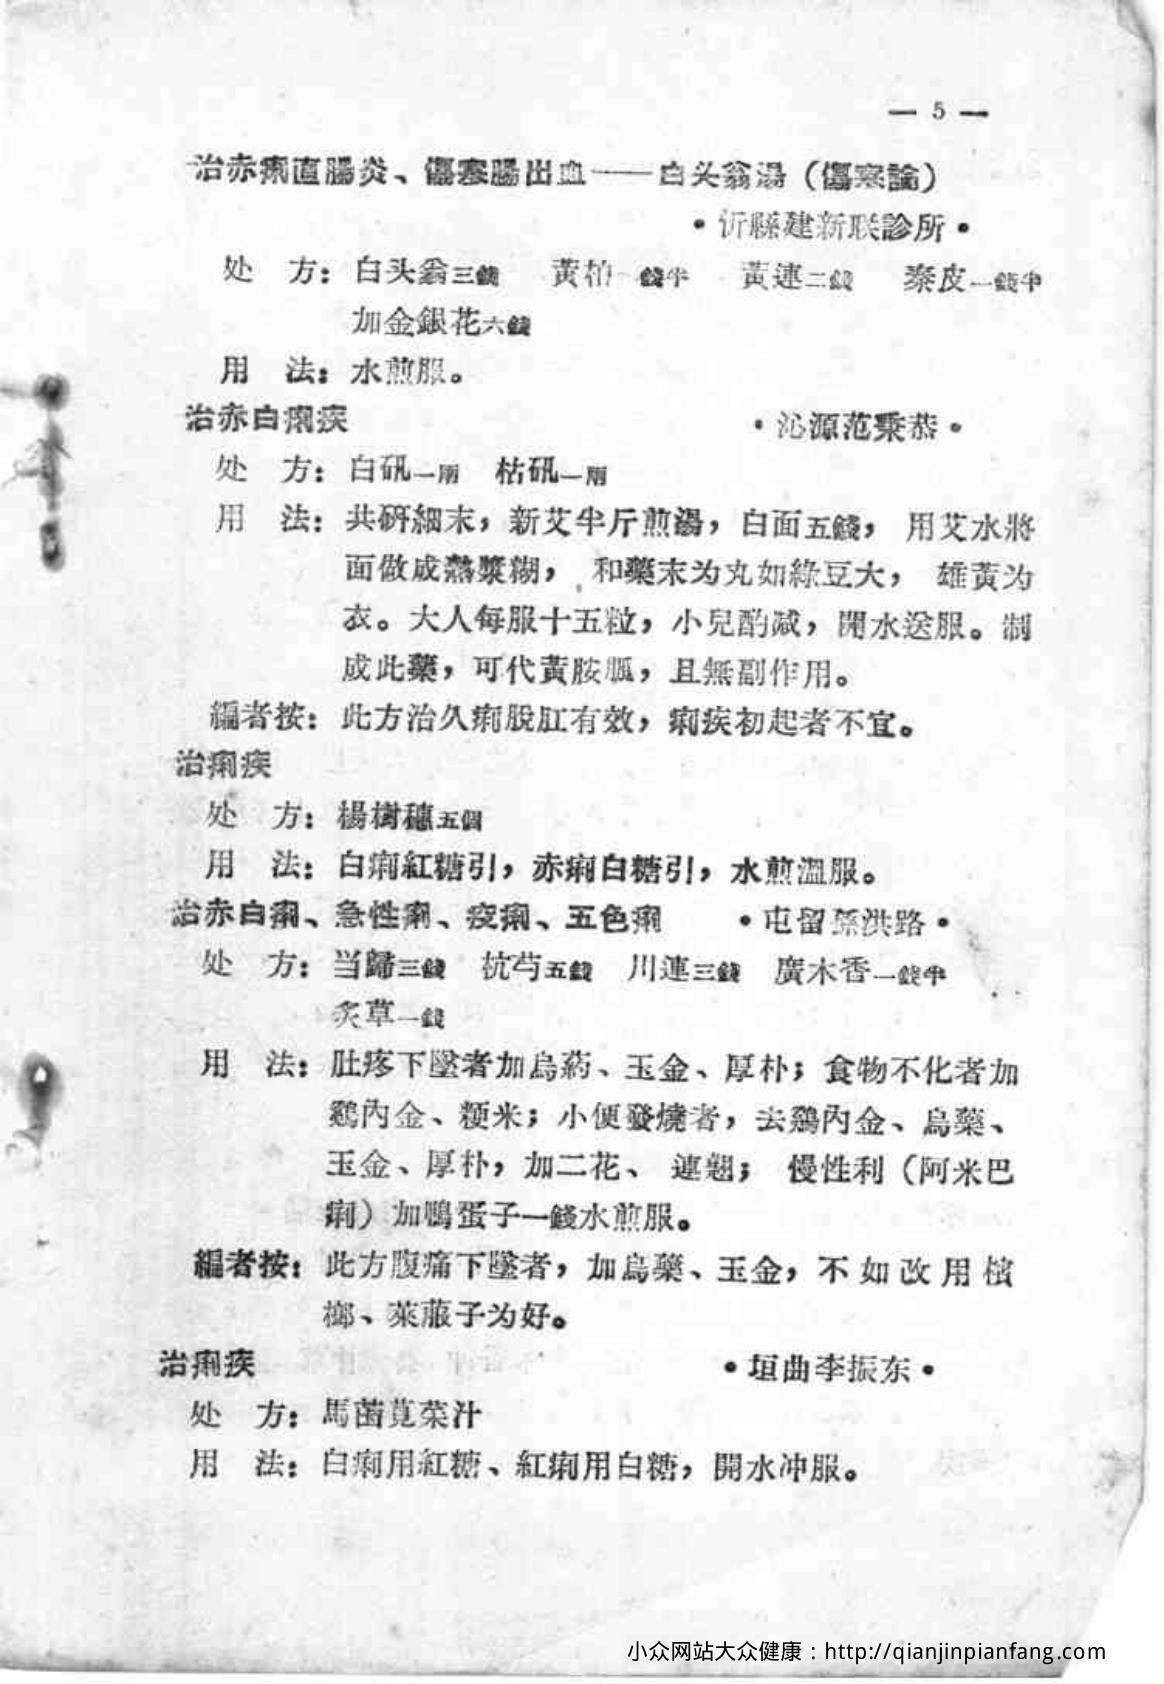 — 5 —
治赤痢直腸炎、傷寒腸出血——白头翁湯（傷寒論）
•忻縣建新联診所•
处　方：白头翁三錢　黃柏一錢半　黃連二錢　秦皮一錢半
加金銀花六錢
用　法：水煎服。
治赤白痢疾　•沁源范秉恭•
处　方：白矾一兩　枯矾一兩
用　法：共研細末，新艾半斤煎湯，白面五錢，用艾水將
面做成熱漿糊，和藥末为丸如綠豆大，雄黃为
衣。大人每服十五粒，小兒酌减，開水送服。制
成此藥，可代黃胺胍，且無副作用。
編者按：此方治久痢脫肛有效，痢疾初起者不宜。
治痢疾
处　方：楊樹穗五個
用　法：白痢紅糖引，赤痢白糖引，水煎溫服。
治赤白痢、急性痢、疫痢、五色痢　•屯留孫洪路•
处　方：当歸三錢　杭芍五錢　川連三錢　廣木香一錢半
炙草一錢
用　法：肚疼下墜者加烏葯、玉金、厚朴；食物不化者加
鷄內金、粳米；小便發燒者，去鷄內金、烏藥、
玉金、厚朴，加二花、連翹；慢性利（阿米巴
痢）加鴨蛋子一錢水煎服。
編者按：此方腹痛下墜者，加烏藥、玉金，不如改用檳
榔、萊菔子为好。
治痢疾　•垣曲李振东•
处　方：馬菌莧菜汁
用　法：白痢用紅糖、紅痢用白糖，開水冲服。
小众网站大众健康：http://qianjinpianfang.com